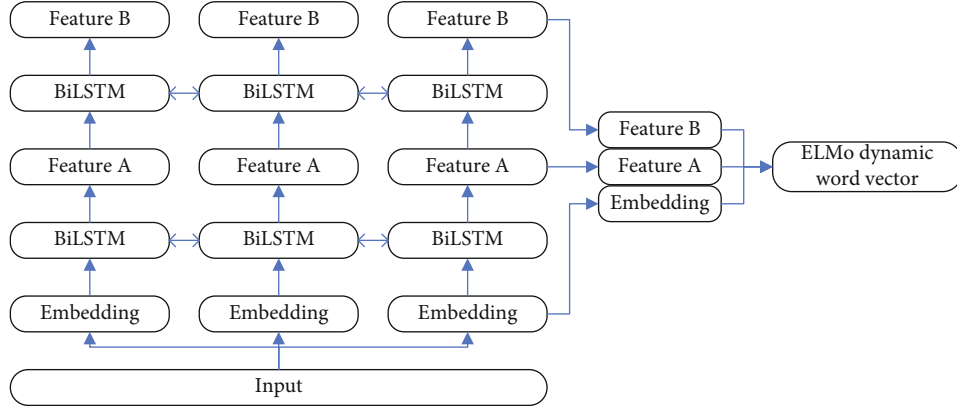 Feature B
Feature B
Feature B
BiLSTM
BiLSTM
BiLSTM
Feature A
Feature A
Feature A
BiLSTM
BiLSTM
BiLSTM
Embedding
Embedding
Embedding
Input
Feature B
Feature A
Embedding
ELMo dynamic
word vector